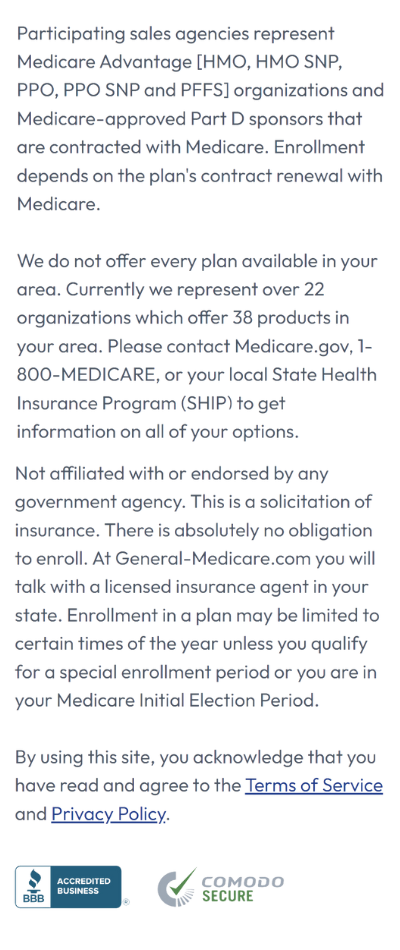 Participating sales agencies represent
Medicare Advantage [HMO, HMO SNP,
PPO, PPO SNP and PFFS] organizations and
Medicare-approved Part D sponsors that
are contracted with Medicare. Enrollment
depends on the plan's contract renewal with
Medicare.
We do not offer every plan available in your
area. Currently we represent over 22
organizations which offer 38 products in
your area. Please contact Medicare.gov, 1-
800-MEDICARE, or your local State Health
Insurance Program (SHIP) to get
information on all of your options.
Not affiliated with or endorsed by any
government agency. This is a solicitation of
insurance. There is absolutely no obligation
to enroll. At General-Medicare.com you will
talk with a licensed insurance agent in your
state. Enrollment in a plan may be limited to
certain times of the year unless you qualify
for a special enrollment period or you are in
your Medicare Initial Election Period.
By using this site, you acknowledge that you
have read and agree to the Terms of Service
and Privacy Policy.
BBB
ACCREDITED
BUSINESS
®
COMODO
SECURE